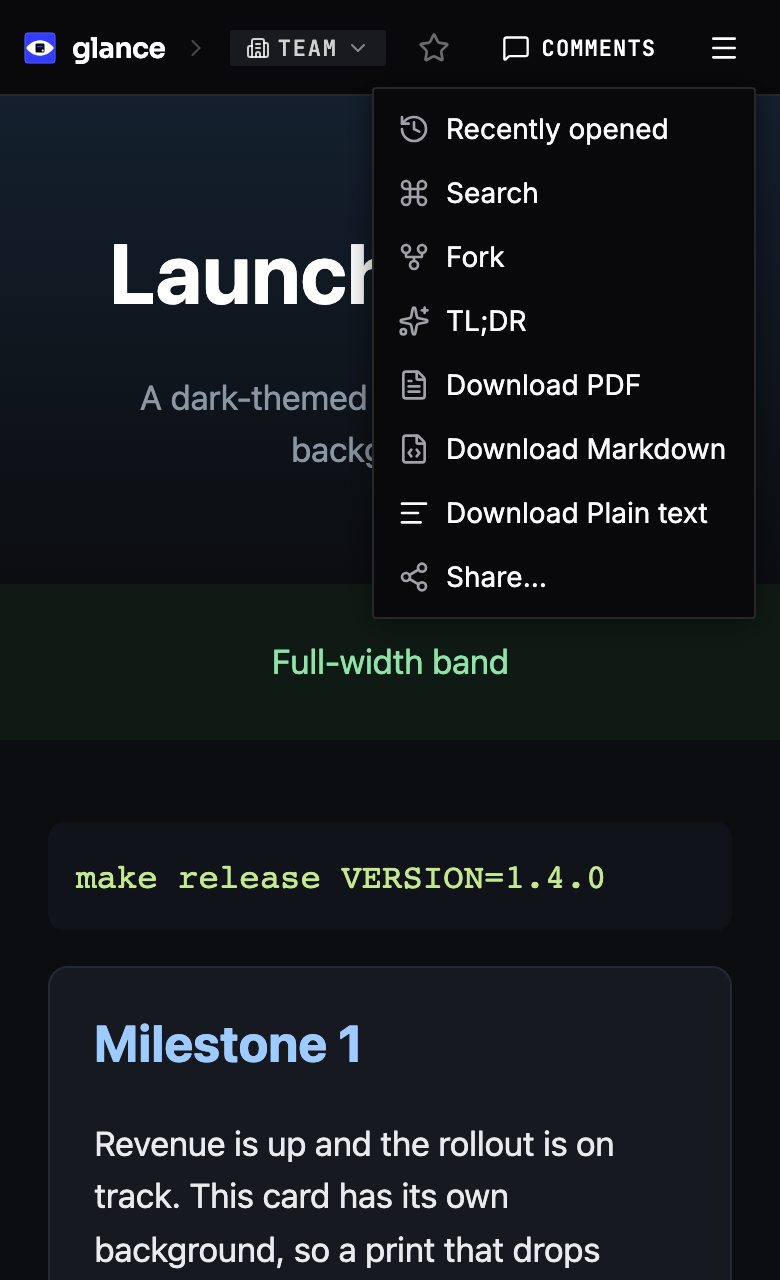 glance
TEAM
COMMENTS
Recently opened
Search
Fork
TL;DR
Download PDF
Download Markdown
Download Plain text
Share...
Launch
A dark-themed
backg
Full-width band
make release VERSION=1.4.0
Milestone 1
Revenue is up and the rollout is on
track. This card has its own
background, so a print that drops